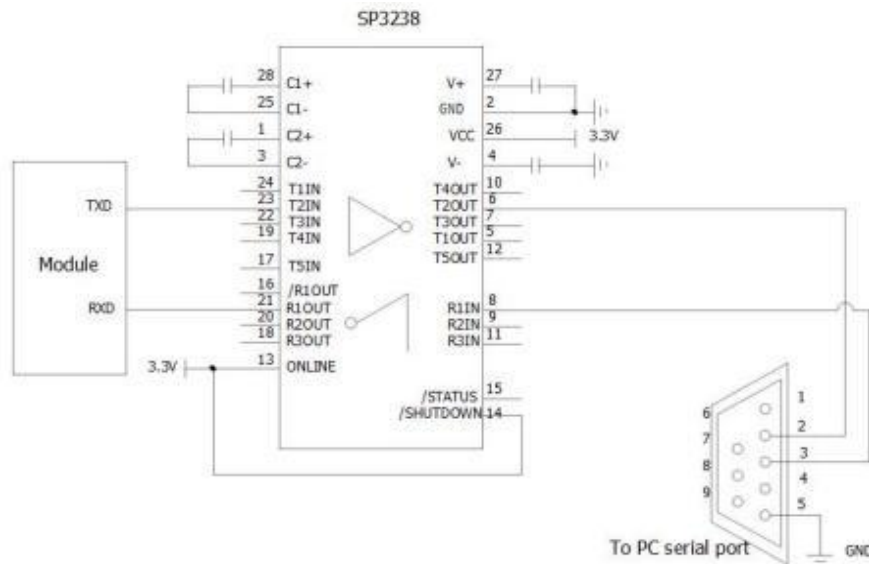 SP3238
28 C1+ V+ 27
25 C1- GND 2
1 C2+ VCC 26 3.3V
3 C2- V- 4
24 T1IN T4OUT 10
TXD 23 T2IN T2OUT 6
22 T3IN T3OUT 7
19 T4IN T1OUT 5
T5OUT 12
Module 17 T5IN
16 /R1OUT
RXD 21 R1OUT R1IN 8
20 R2OUT R2IN 9
18 R3OUT R3IN 11
3.3V 13 ONLINE
/STATUS 15
/SHUTDOWN 14
1
6
2
7
3
8
4
9
5
To PC serial port GND